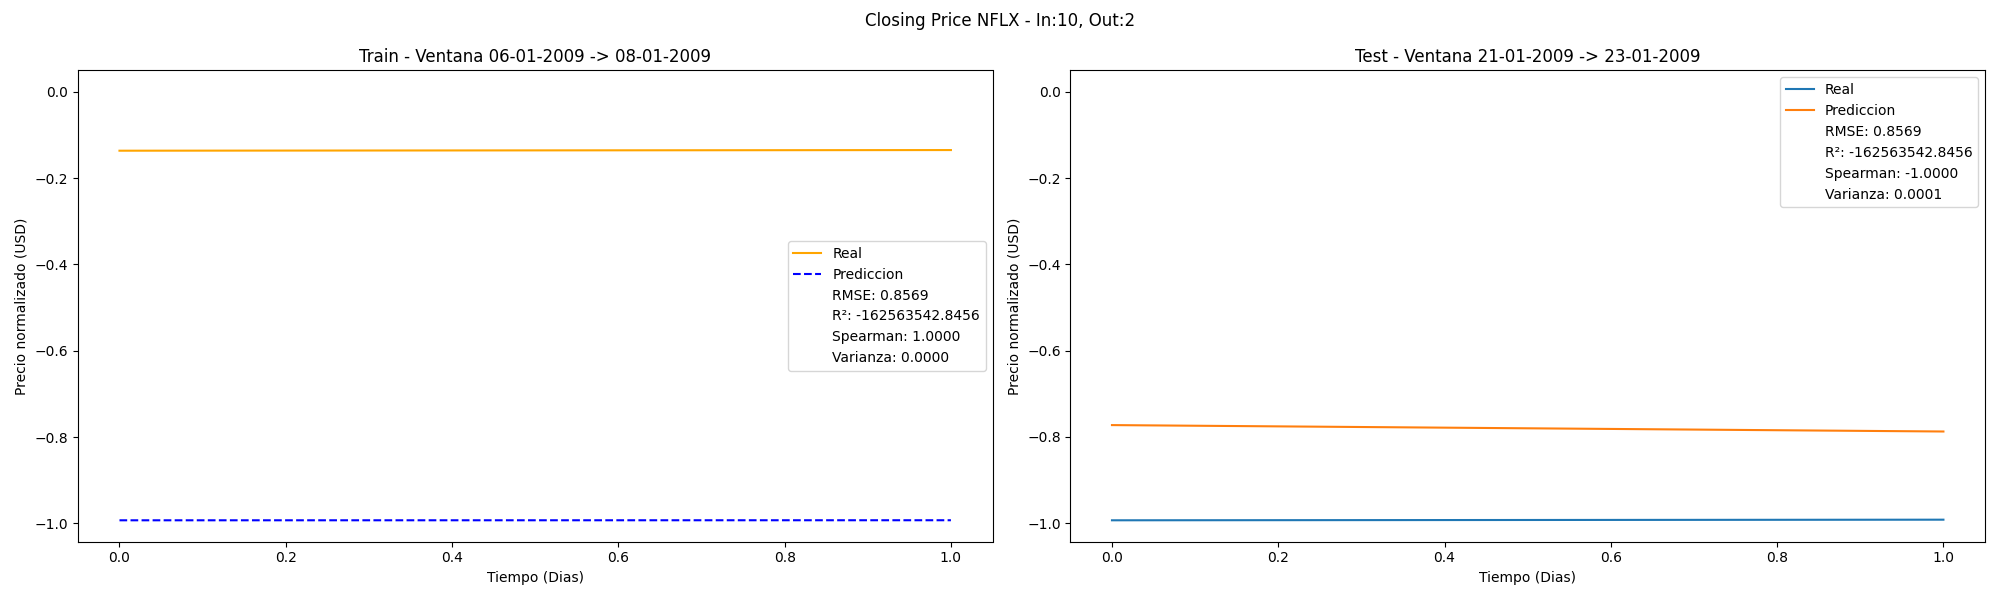 Closing Price NFLX - In:10, Out:2
Train - Ventana 06-01-2009 -> 08-01-2009
Precio normalizado (USD)
0.0
−0.2
−0.4
−0.6
−0.8
−1.0
Real
Prediccion
RMSE: 0.8569
R²: -162563542.8456
Spearman: 1.0000
Varianza: 0.0000
0.0
0.2
0.4
0.6
0.8
1.0
Tiempo (Dias)
Test - Ventana 21-01-2009 -> 23-01-2009
Precio normalizado (USD)
0.0
−0.2
−0.4
−0.6
−0.8
−1.0
Real
Prediccion
RMSE: 0.8569
R²: -162563542.8456
Spearman: -1.0000
Varianza: 0.0001
0.0
0.2
0.4
0.6
0.8
1.0
Tiempo (Dias)